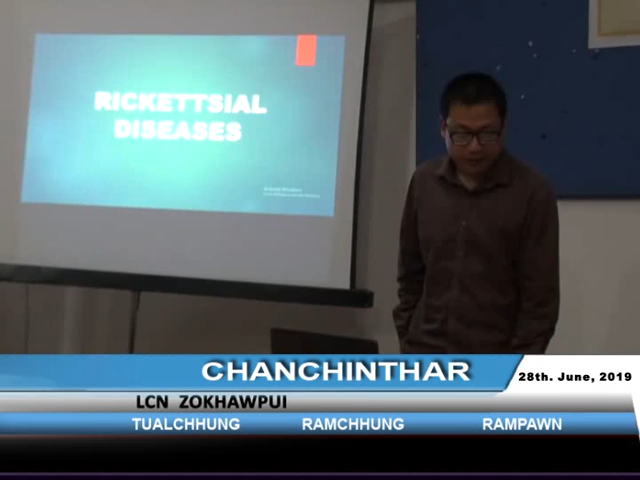 RICKETTSIAL
DISEASES
CHANCHINTHAR
28th. June, 2019
LCN ZOKHAWPUI
TUALCHHUNG RAMCHHUNG RAMPAWN